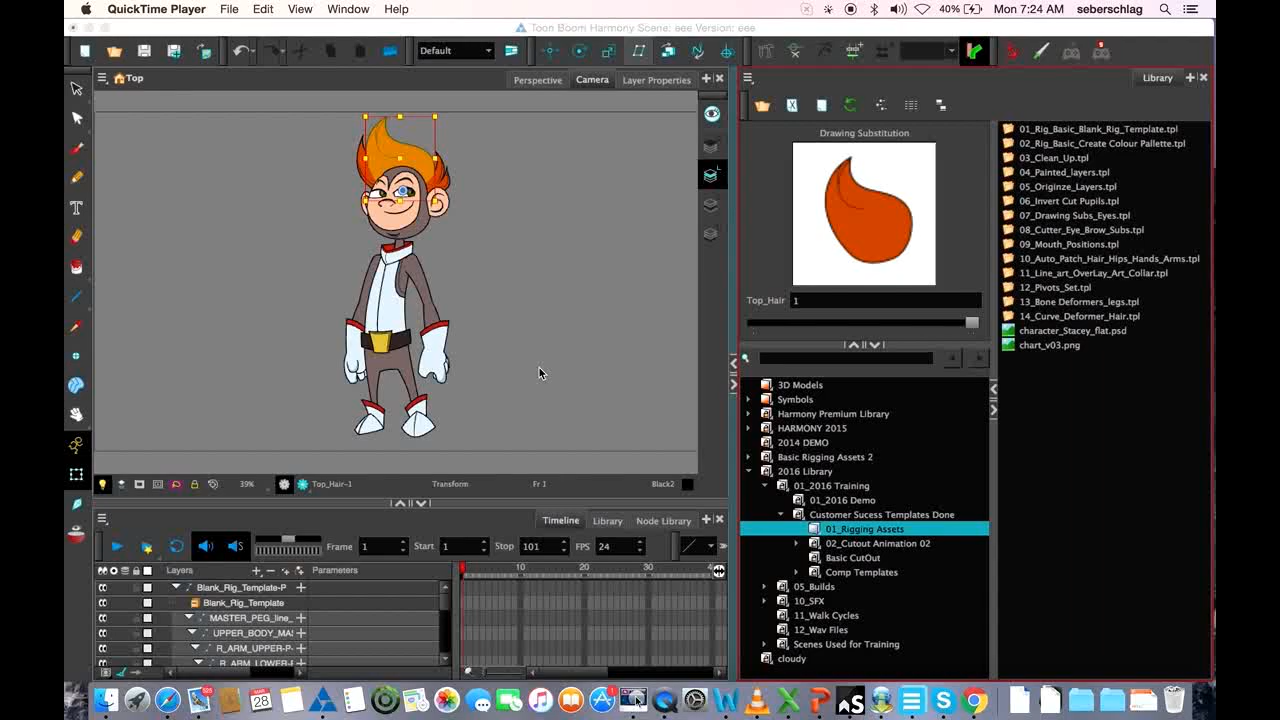 QuickTime Player File Edit View Window Help 40% Mon 7:24 AM seberschlag
Toon Boom Harmony Scene: eee Version: eee
Default
Top Perspective Camera Layer Properties
Library
Drawing Substitution
Top_Hair 1
01_Rig_Basic_Blank_Rig_Template.tpl
02_Rig_Basic_Create Colour Pallette.tpl
03_Clean_Up.tpl
04_Painted_layers.tpl
05_Originze_Layers.tpl
06_Invert Cut Pupils.tpl
07_Drawing Subs_Eyes.tpl
08_Cutter_Eye_Brow_Subs.tpl
09_Mouth_Positions.tpl
10_Auto_Patch_Hair_Hips_Hands_Arms.tpl
11_Line_art_OverLay_Art_Collar.tpl
12_Pivots_Set.tpl
13_Bone Deformers_legs.tpl
14_Curve_Deformer_Hair.tpl
character_Stacey_flat.psd
chart_v03.png
3D Models
Symbols
Harmony Premium Library
HARMONY 2015
2014 DEMO
Basic Rigging Assets 2
2016 Library
01_2016 Training
01_2016 Demo
Customer Sucess Templates Done
01_Rigging Assets
02_Cutout Animation 02
Basic CutOut
Comp Templates
05_Builds
10_SFX
11_Walk Cycles
12_Wav Files
Scenes Used for Training
cloudy
39% Top_Hair-1 Transform Fr 1 Black2
Timeline Library Node Library
Frame 1 Start 1 Stop 101 FPS 24
Layers Parameters 10 20 30
Blank_Rig_Template-P
Blank_Rig_Template
MASTER_PEG_line_
UPPER_BODY_MA
R_ARM_UPPER-P
R_ARM_LOWER-